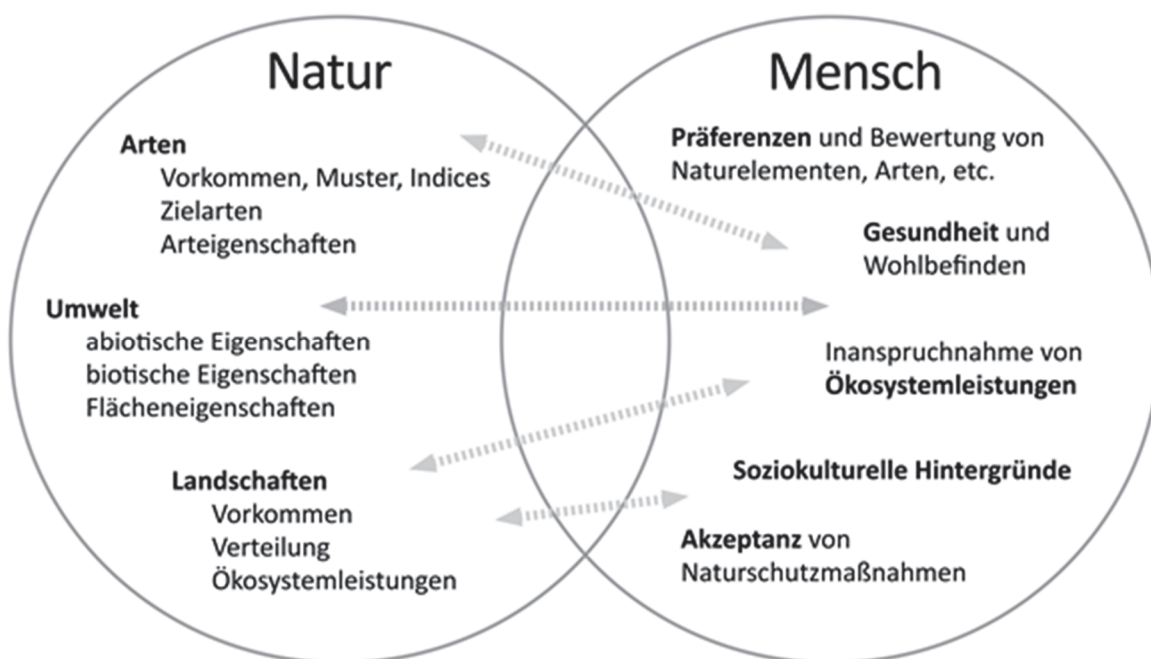 Natur
Arten
Vorkommen, Muster, Indices
Zielarten
Arteigenschaften
Umwelt
abiotische Eigenschaften
biotische Eigenschaften
Flächeneigenschaften
Landschaften
Vorkommen
Verteilung
Ökosystemleistungen
Mensch
Präferenzen und Bewertung von
Naturelementen, Arten, etc.
Gesundheit und
Wohlbefinden
Inanspruchnahme von
Ökosystemleistungen
Soziokulturelle Hintergründe
Akzeptanz von
Naturschutzmaßnahmen